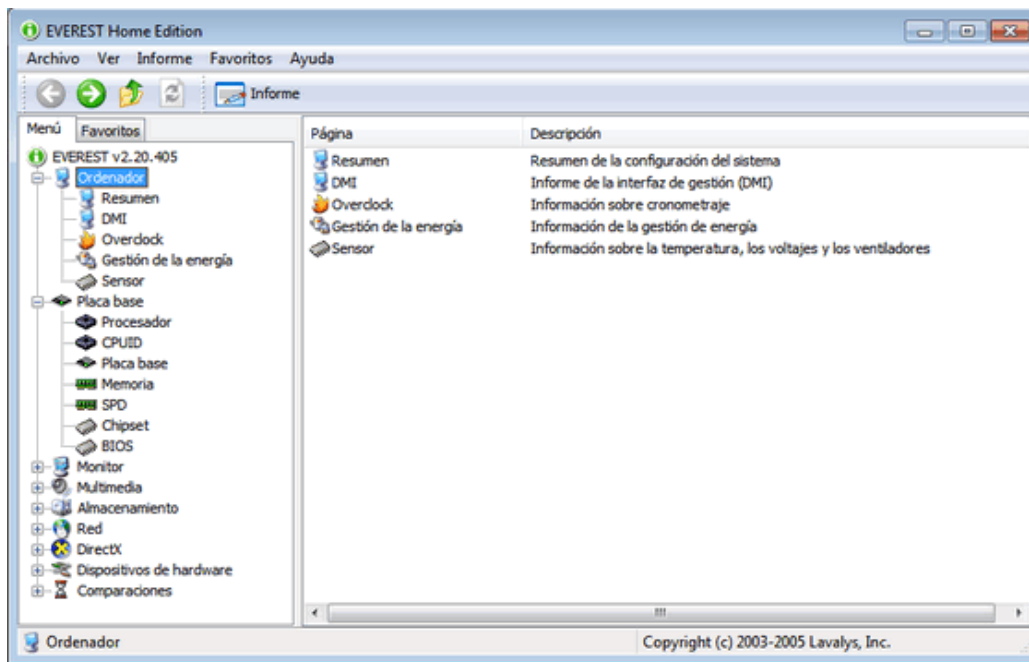 EVEREST Home Edition
Archivo Ver Informe Favoritos Ayuda
Informe
Menú Favoritos
EVEREST v2.20.405
Ordenador
Resumen
DMI
Overclock
Gestión de la energía
Sensor
Placa base
Procesador
CPUID
Placa base
Memoria
SPD
Chipset
BIOS
Monitor
Multimedia
Almacenamiento
Red
DirectX
Dispositivos de hardware
Comparaciones
Página Descripción
Resumen Resumen de la configuración del sistema
DMI Informe de la interfaz de gestión (DMI)
Overclock Información sobre cronometraje
Gestión de la energía Información de la gestión de energía
Sensor Información sobre la temperatura, los voltajes y los ventiladores
Ordenador Copyright (c) 2003-2005 Lavalys, Inc.